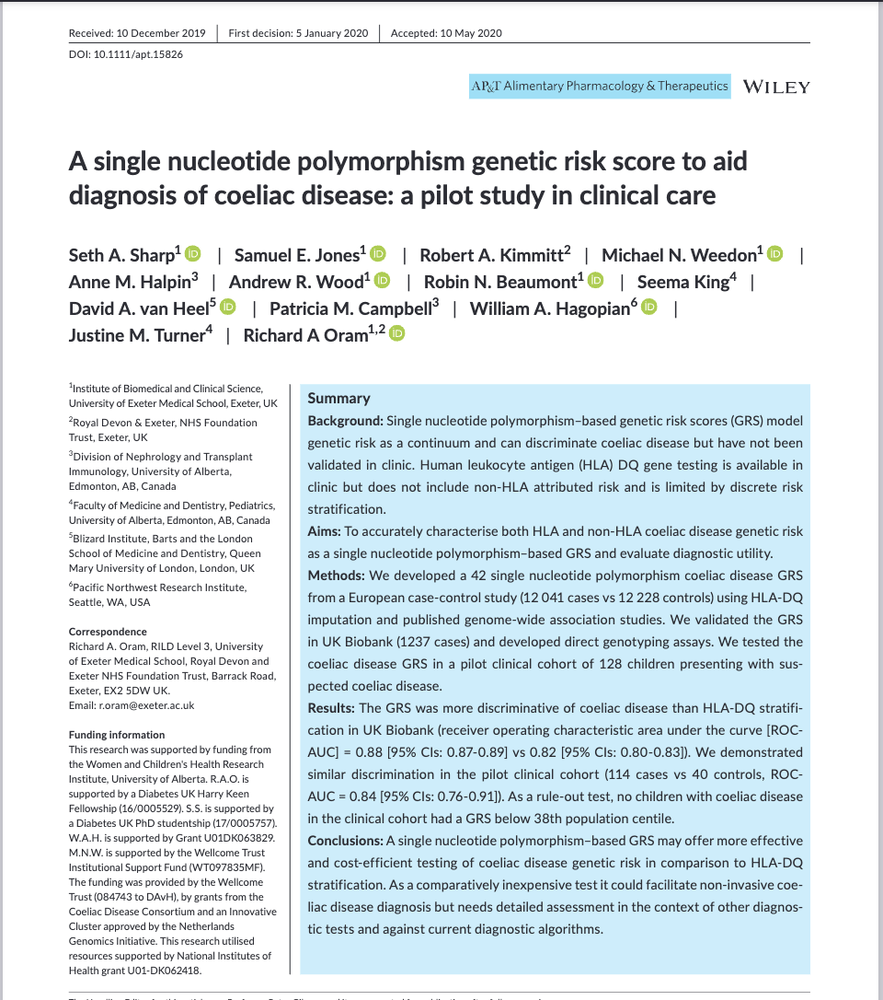 Received: 10 December 2019 | First decision: 5 January 2020 | Accepted: 10 May 2020
DOI: 10.1111/apt.15826
AP&T Alimentary Pharmacology & Therapeutics WILEY
A single nucleotide polymorphism genetic risk score to aid
diagnosis of coeliac disease: a pilot study in clinical care
Seth A. Sharp1 iD | Samuel E. Jones1 iD | Robert A. Kimmitt2 | Michael N. Weedon1 iD |
Anne M. Halpin3 | Andrew R. Wood1 iD | Robin N. Beaumont1 iD | Seema King4 |
David A. van Heel5 iD | Patricia M. Campbell3 | William A. Hagopian6 iD |
Justine M. Turner4 | Richard A Oram1,2 iD
1Institute of Biomedical and Clinical Science,
University of Exeter Medical School, Exeter, UK
2Royal Devon & Exeter, NHS Foundation
Trust, Exeter, UK
3Division of Nephrology and Transplant
Immunology, University of Alberta,
Edmonton, AB, Canada
4Faculty of Medicine and Dentistry, Pediatrics,
University of Alberta, Edmonton, AB, Canada
5Blizard Institute, Barts and the London
School of Medicine and Dentistry, Queen
Mary University of London, London, UK
6Pacific Northwest Research Institute,
Seattle, WA, USA
Correspondence
Richard A. Oram, RILD Level 3, University
of Exeter Medical School, Royal Devon and
Exeter NHS Foundation Trust, Barrack Road,
Exeter, EX2 5DW UK.
Email: r.oram@exeter.ac.uk
Funding information
This research was supported by funding from
the Women and Children's Health Research
Institute, University of Alberta. R.A.O. is
supported by a Diabetes UK Harry Keen
Fellowship (16/0005529). S.S. is supported by
a Diabetes UK PhD studentship (17/0005757).
W.A.H. is supported by Grant U01DK063829.
M.N.W. is supported by the Wellcome Trust
Institutional Support Fund (WT097835MF).
The funding was provided by the Wellcome
Trust (084743 to DAvH), by grants from the
Coeliac Disease Consortium and an Innovative
Cluster approved by the Netherlands
Genomics Initiative. This research utilised
resources supported by National Institutes of
Health grant U01-DK062418.
Summary
Background: Single nucleotide polymorphism–based genetic risk scores (GRS) model
genetic risk as a continuum and can discriminate coeliac disease but have not been
validated in clinic. Human leukocyte antigen (HLA) DQ gene testing is available in
clinic but does not include non-HLA attributed risk and is limited by discrete risk
stratification.
Aims: To accurately characterise both HLA and non-HLA coeliac disease genetic risk
as a single nucleotide polymorphism–based GRS and evaluate diagnostic utility.
Methods: We developed a 42 single nucleotide polymorphism coeliac disease GRS
from a European case-control study (12 041 cases vs 12 228 controls) using HLA-DQ
imputation and published genome-wide association studies. We validated the GRS
in UK Biobank (1237 cases) and developed direct genotyping assays. We tested the
coeliac disease GRS in a pilot clinical cohort of 128 children presenting with sus-
pected coeliac disease.
Results: The GRS was more discriminative of coeliac disease than HLA-DQ stratifi-
cation in UK Biobank (receiver operating characteristic area under the curve [ROC-
AUC] = 0.88 [95% CIs: 0.87-0.89] vs 0.82 [95% CIs: 0.80-0.83]). We demonstrated
similar discrimination in the pilot clinical cohort (114 cases vs 40 controls, ROC-
AUC = 0.84 [95% CIs: 0.76-0.91]). As a rule-out test, no children with coeliac disease
in the clinical cohort had a GRS below 38th population centile.
Conclusions: A single nucleotide polymorphism–based GRS may offer more effective
and cost-efficient testing of coeliac disease genetic risk in comparison to HLA-DQ
stratification. As a comparatively inexpensive test it could facilitate non-invasive coe-
liac disease diagnosis but needs detailed assessment in the context of other diagnos-
tic tests and against current diagnostic algorithms.